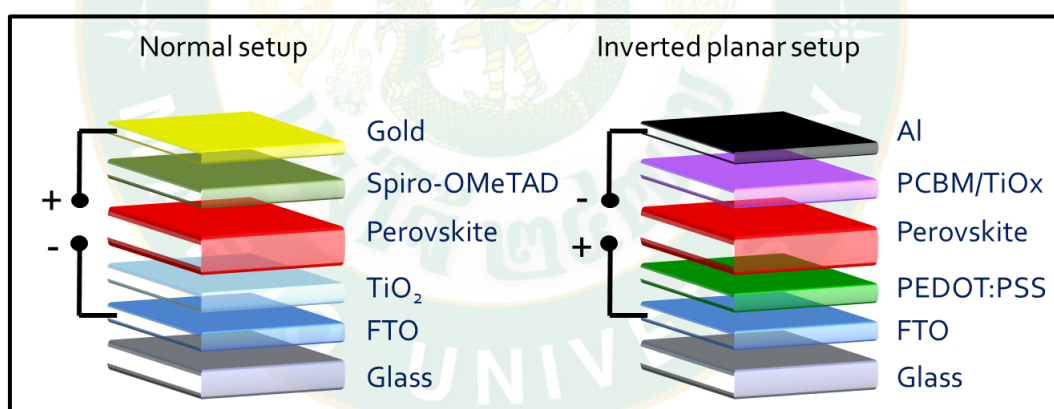 Normal setup
Gold
Spiro-OMeTAD
Perovskite
TiO₂
FTO
Glass
+
-
Inverted planar setup
Al
PCBM/TiOx
Perovskite
PEDOT:PSS
FTO
Glass
-
+
UNIV